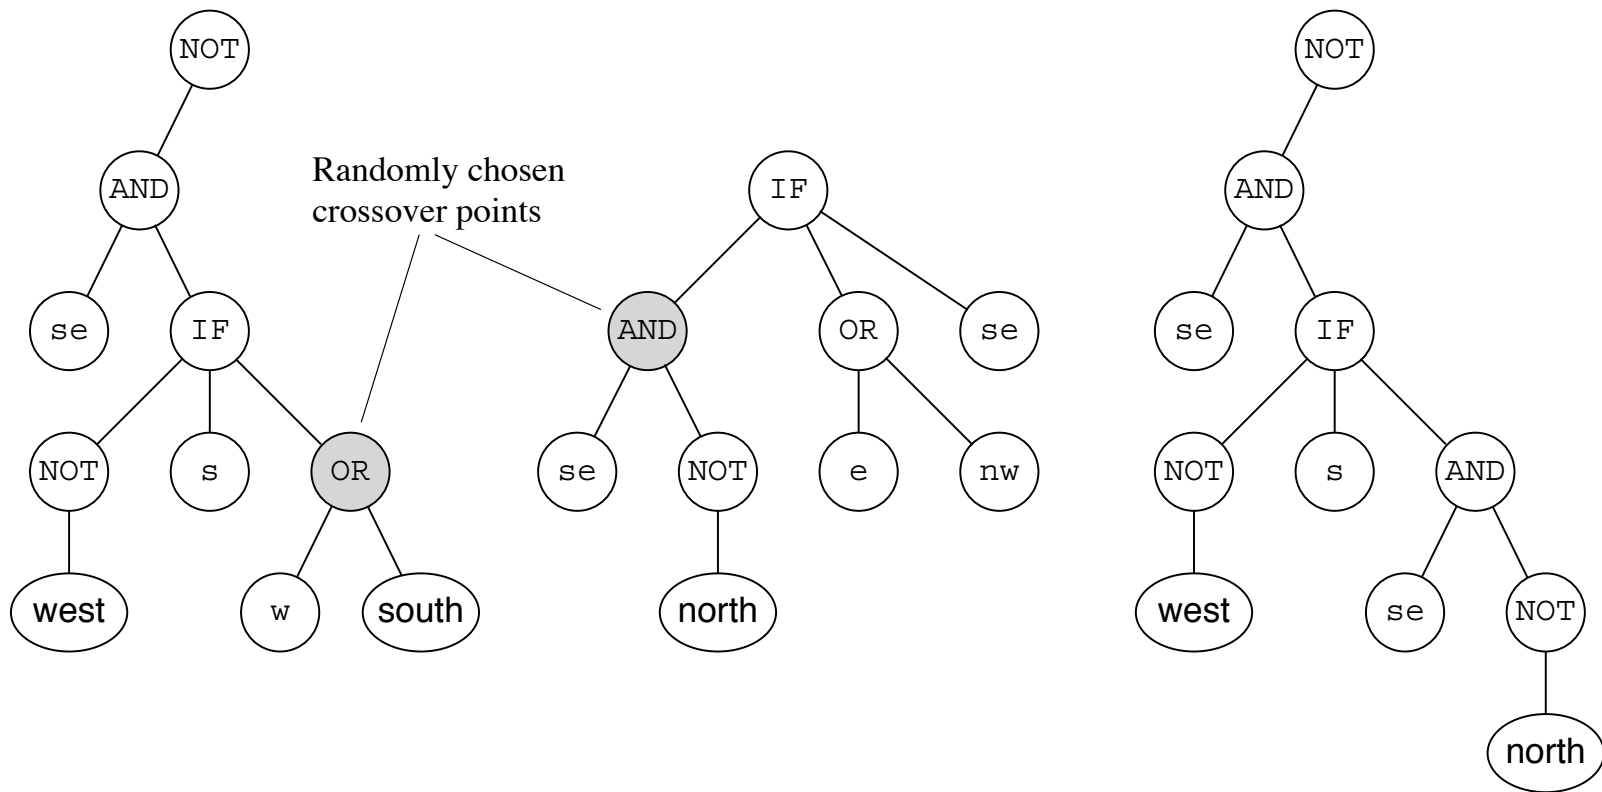 NOT
AND
se
IF
NOT
s
OR
west
w
south
Randomly chosen
crossover points
IF
AND
OR
se
se
NOT
e
nw
north
NOT
AND
se
IF
NOT
s
AND
west
se
NOT
north